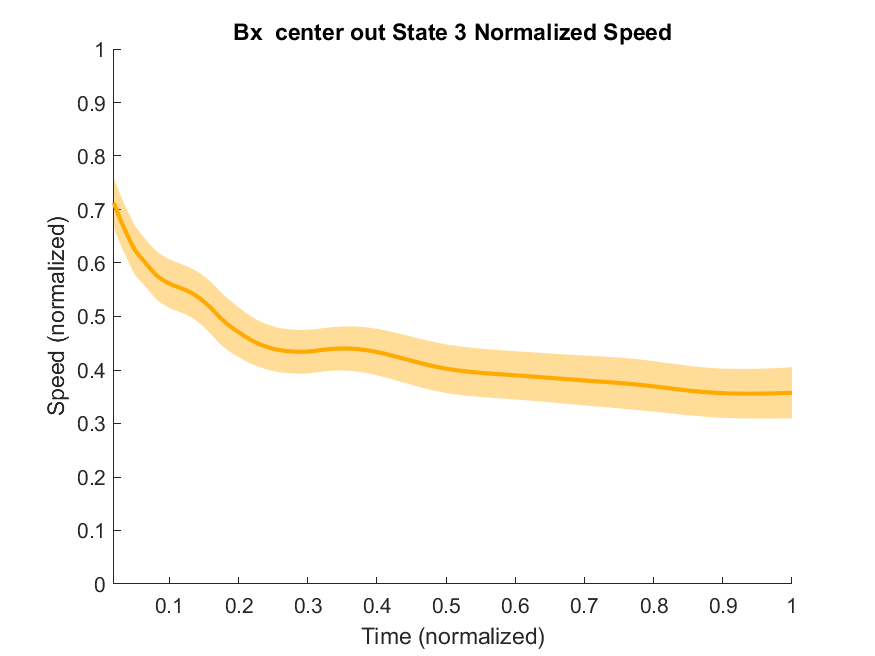 Bx  center out State 3 Normalized Speed
1
0.9
0.8
0.7
0.6
0.5
0.4
0.3
0.2
0.1
0
Speed (normalized)
0.1 0.2 0.3 0.4 0.5 0.6 0.7 0.8 0.9 1
Time (normalized)